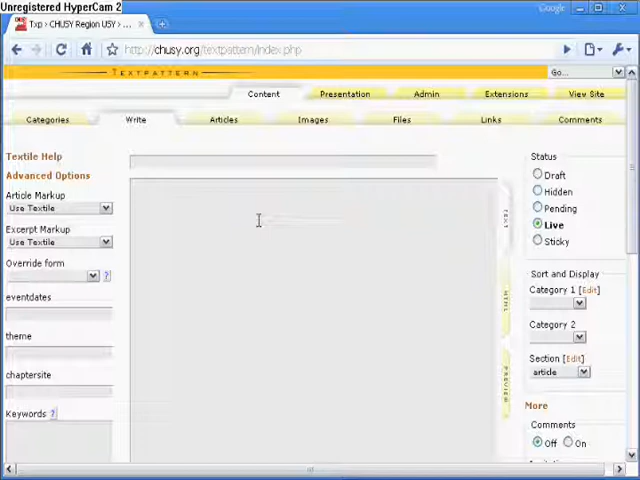 Unregistered HyperCam 2
Google
Txp › CHUSY Region USY › ...
http://chusy.org/textpattern/index.php
TEXTPATTERN
Go...
Content
Presentation
Admin
Extensions
View Site
Categories
Write
Articles
Images
Files
Links
Comments
Textile Help
Advanced Options
Article Markup
Use Textile
Excerpt Markup
Use Textile
Override form
?
eventdates
theme
chaptersite
Keywords ?
TEXT
HTML
PREVIEW
Status
Draft
Hidden
Pending
Live
Sticky
Sort and Display
Category 1 [Edit]
Category 2
Section [Edit]
article
More
Comments
Off On